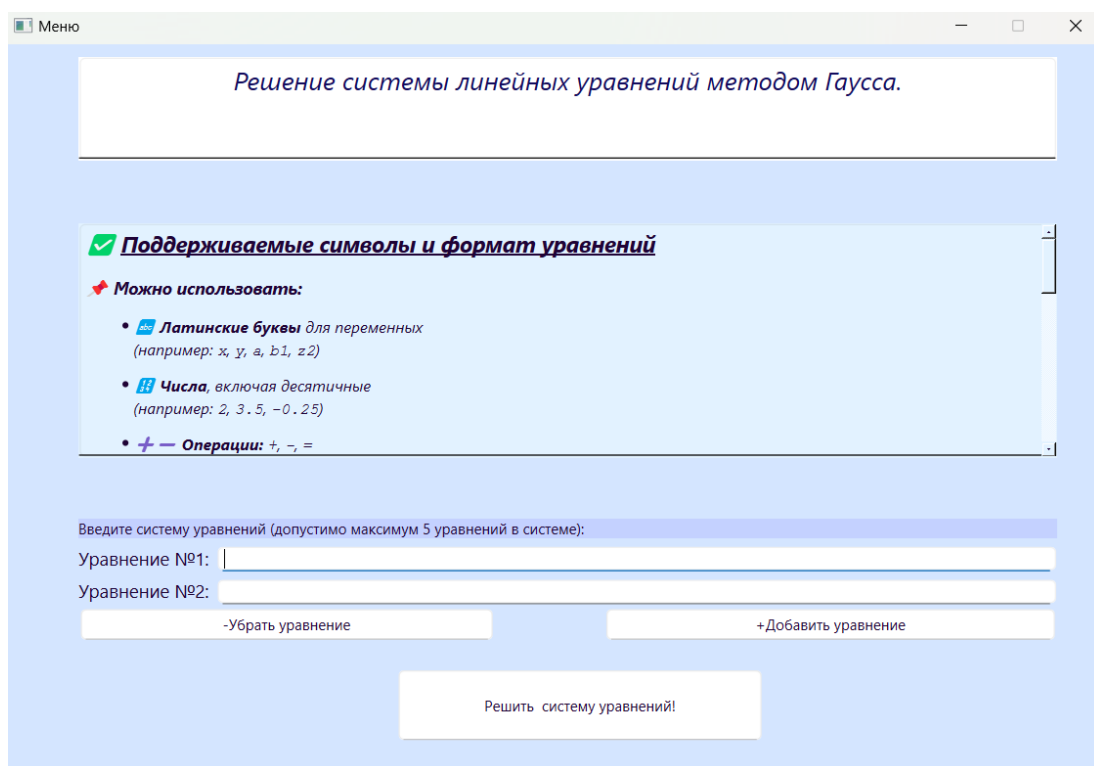 Меню
Решение системы линейных уравнений методом Гаусса.
✅ Поддерживаемые символы и формат уравнений
📌 Можно использовать:
• 🔤 Латинские буквы для переменных
(например: x, y, a, b1, z2)
• 🔢 Числа, включая десятичные
(например: 2, 3.5, -0.25)
• ➕ ➖ Операции: +, −, =
Введите систему уравнений (допустимо максимум 5 уравнений в системе):
Уравнение №1:
Уравнение №2:
-Убрать уравнение +Добавить уравнение
Решить систему уравнений!